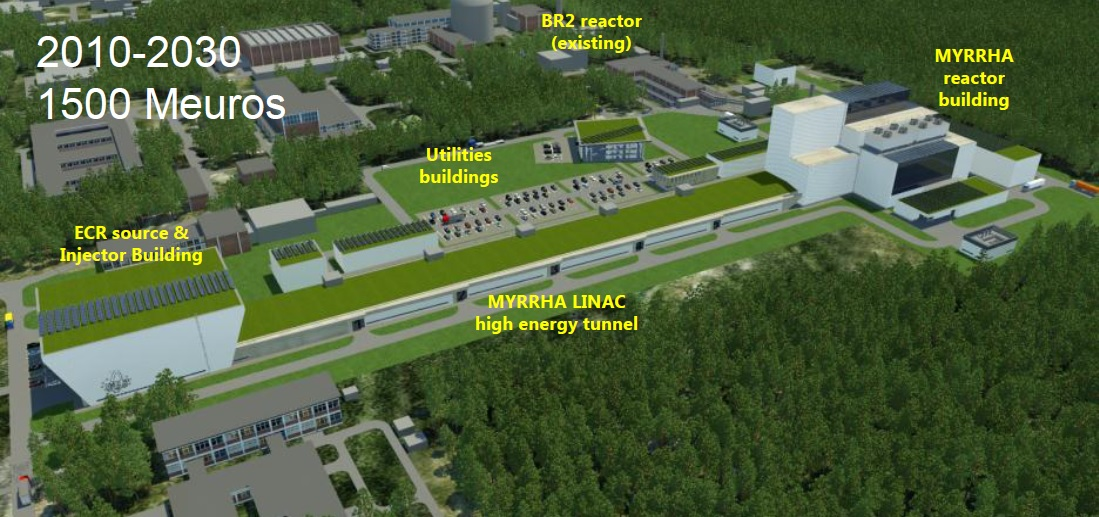 2010-2030
1500 Meuros
BR2 reactor
(existing)
MYRRHA
reactor
building
Utilities
buildings
ECR source &
Injector Building
MYRRHA LINAC
high energy tunnel